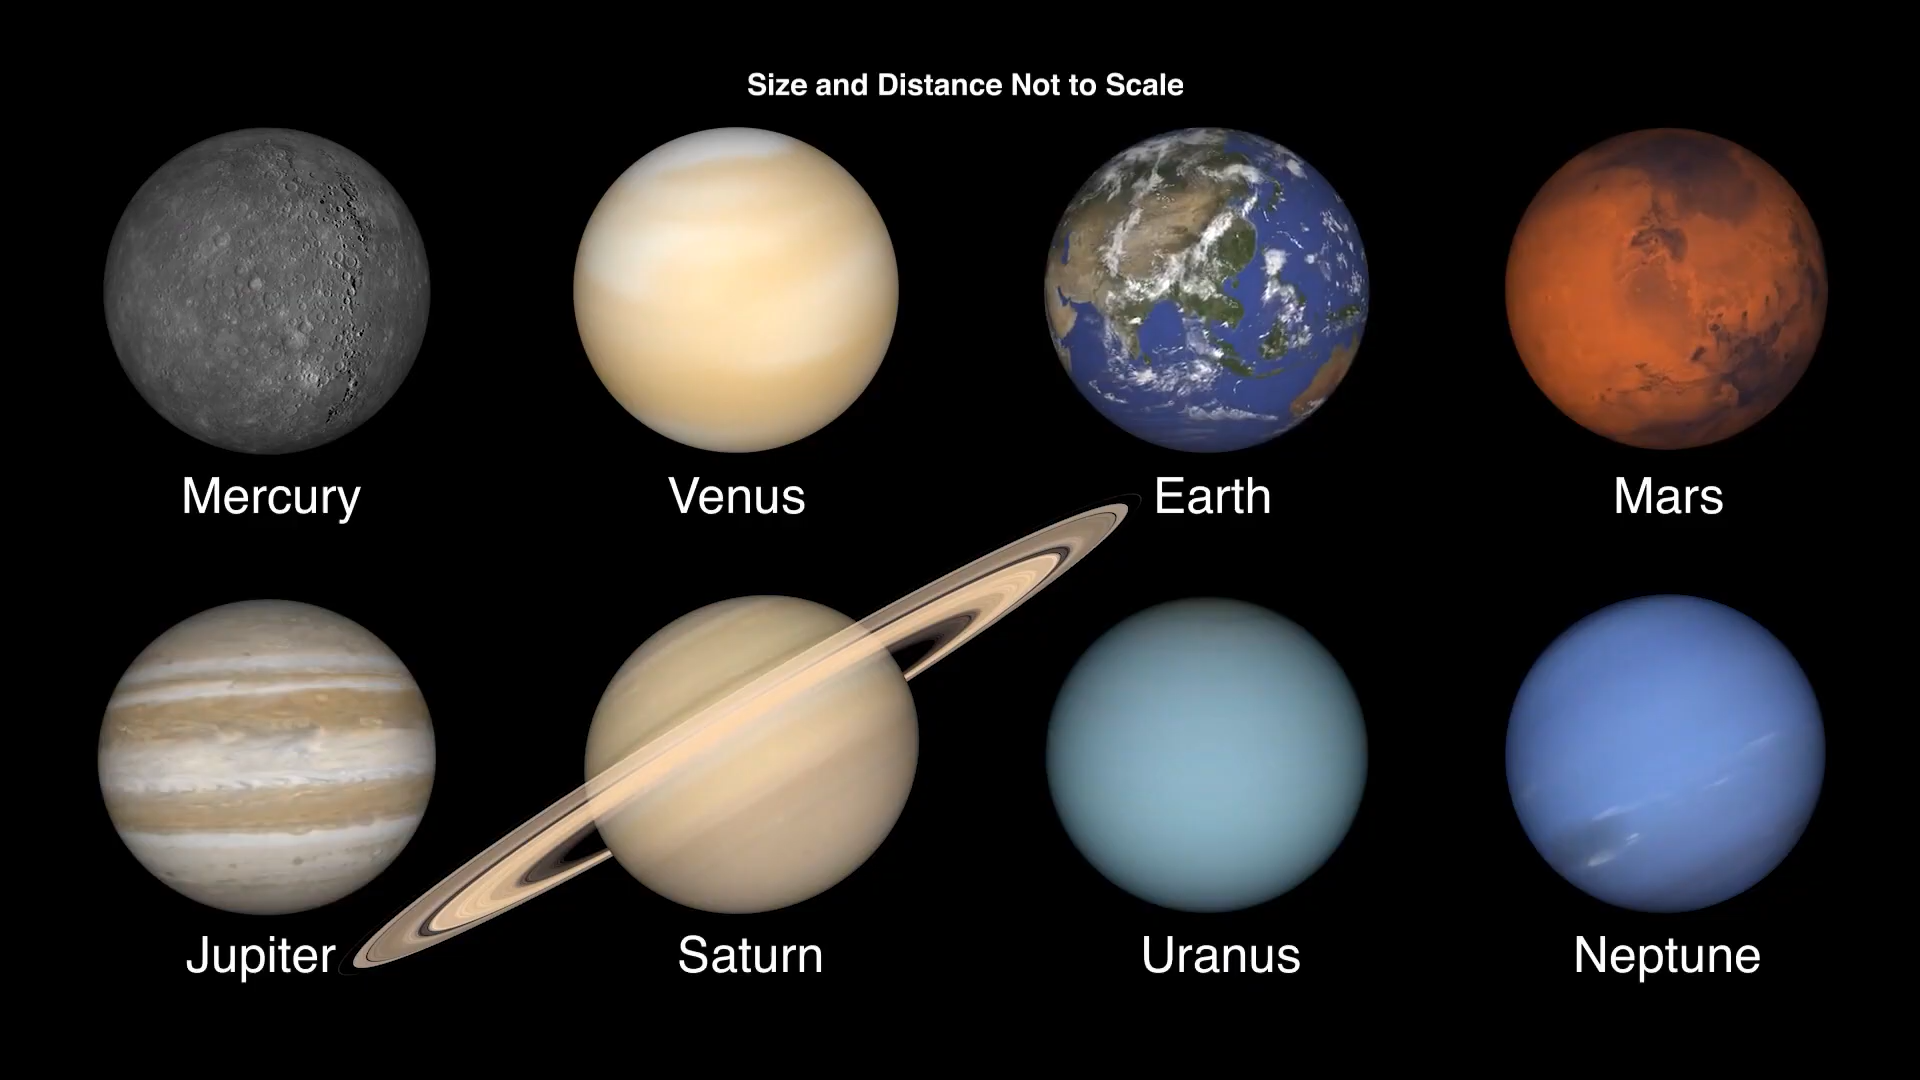 Size and Distance Not to Scale
Mercury
Venus
Earth
Mars
Jupiter
Saturn
Uranus
Neptune